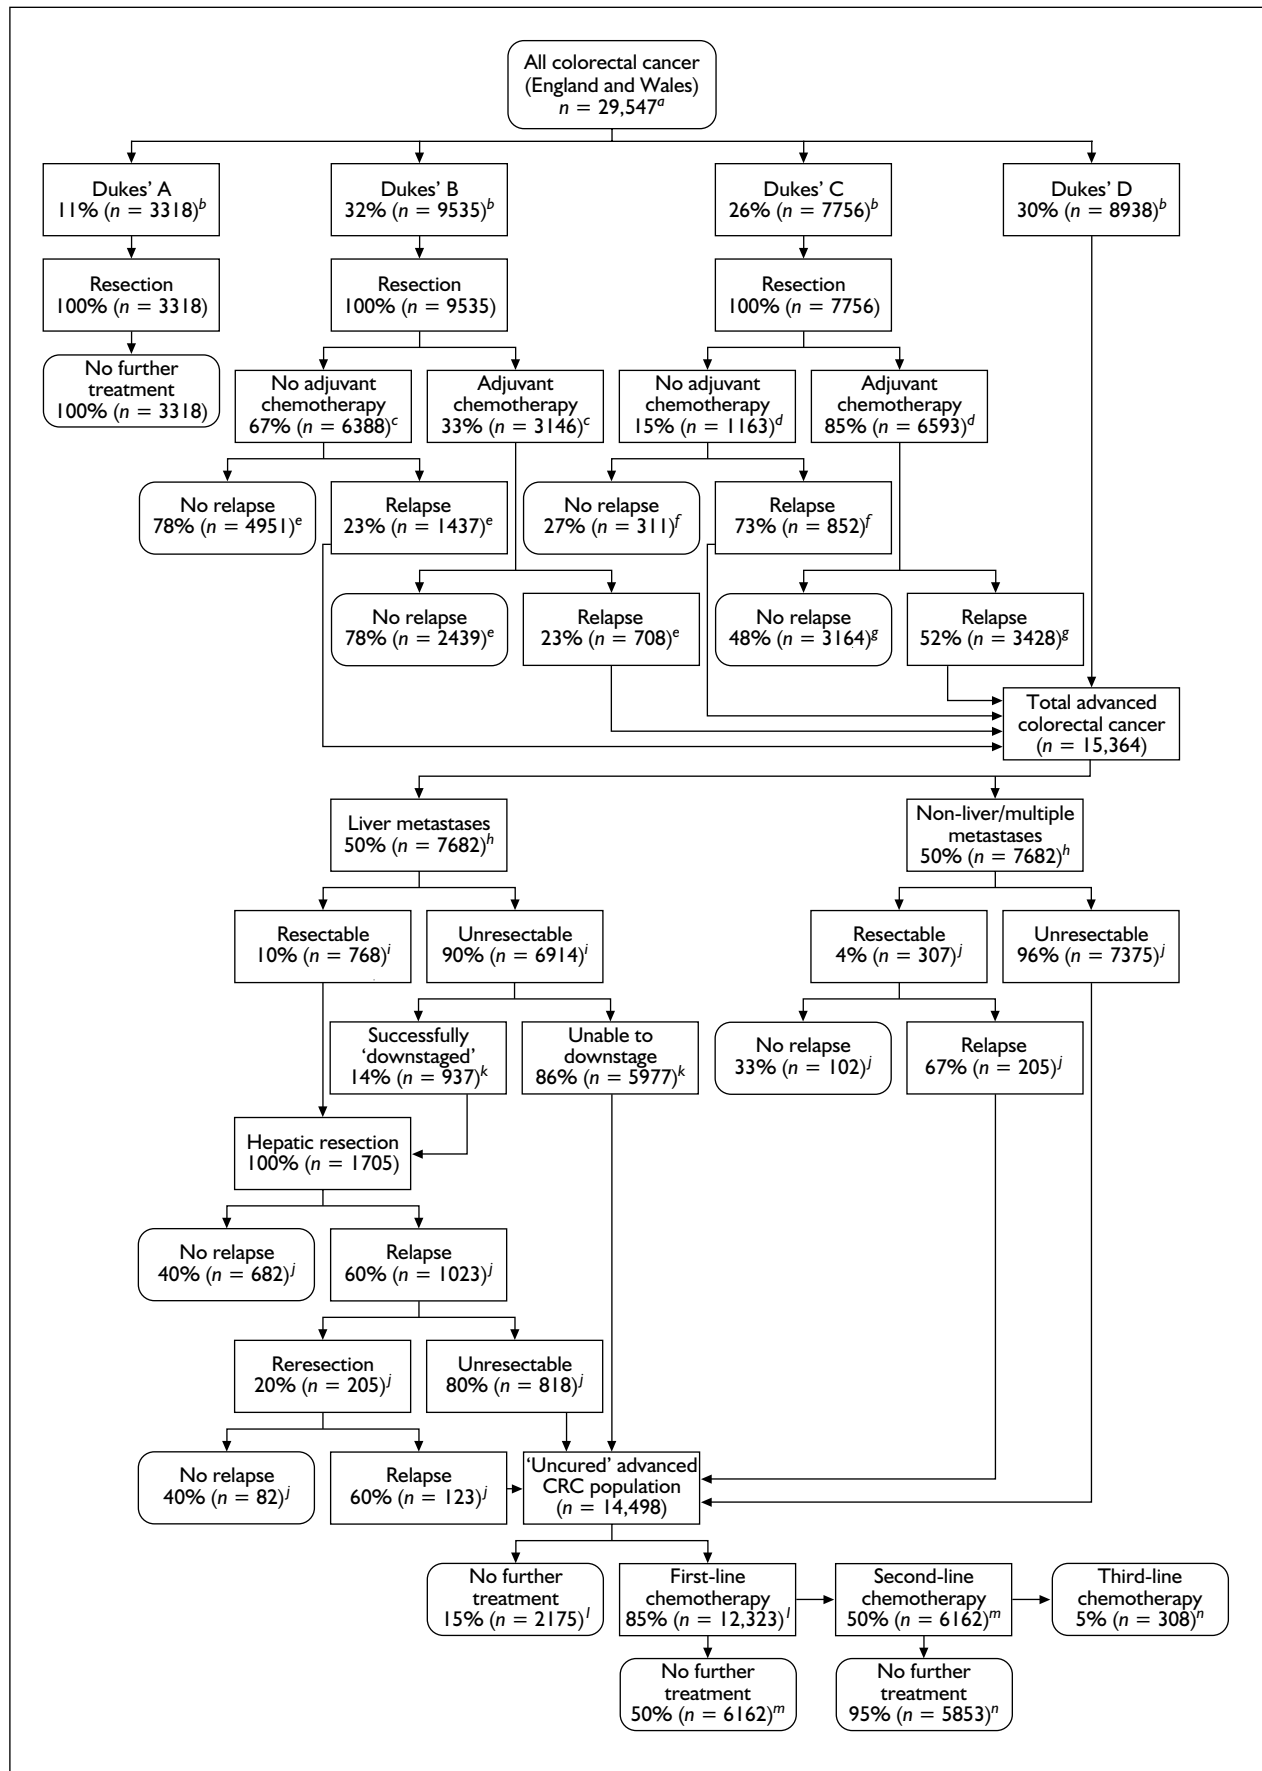 All colorectal cancer
(England and Wales)
n = 29,547a
Dukes' A
11% (n = 3318)b
Dukes' B
32% (n = 9535)b
Dukes' C
26% (n = 7756)b
Dukes' D
30% (n = 8938)b
Resection
100% (n = 3318)
Resection
100% (n = 9535)
Resection
100% (n = 7756)
No further
treatment
100% (n = 3318)
No adjuvant
chemotherapy
67% (n = 6388)c
Adjuvant
chemotherapy
33% (n = 3146)c
No adjuvant
chemotherapy
15% (n = 1163)d
Adjuvant
chemotherapy
85% (n = 6593)d
No relapse
78% (n = 4951)e
Relapse
23% (n = 1437)e
No relapse
27% (n = 311)f
Relapse
73% (n = 852)f
No relapse
78% (n = 2439)e
Relapse
23% (n = 708)e
No relapse
48% (n = 3164)g
Relapse
52% (n = 3428)g
Total advanced
colorectal cancer
(n = 15,364)
Liver metastases
50% (n = 7682)h
Non-liver/multiple
metastases
50% (n = 7682)h
Resectable
10% (n = 768)i
Unresectable
90% (n = 6914)i
Resectable
4% (n = 307)j
Unresectable
96% (n = 7375)j
Successfully
'downstaged'
14% (n = 937)k
Unable to
downstage
86% (n = 5977)k
No relapse
33% (n = 102)j
Relapse
67% (n = 205)j
Hepatic resection
100% (n = 1705)
No relapse
40% (n = 682)j
Relapse
60% (n = 1023)j
Reresection
20% (n = 205)j
Unresectable
80% (n = 818)j
No relapse
40% (n = 82)j
Relapse
60% (n = 123)j
'Uncured' advanced
CRC population
(n = 14,498)
No further
treatment
15% (n = 2175)l
First-line
chemotherapy
85% (n = 12,323)l
Second-line
chemotherapy
50% (n = 6162)m
Third-line
chemotherapy
5% (n = 308)n
No further
treatment
50% (n = 6162)m
No further
treatment
95% (n = 5853)n